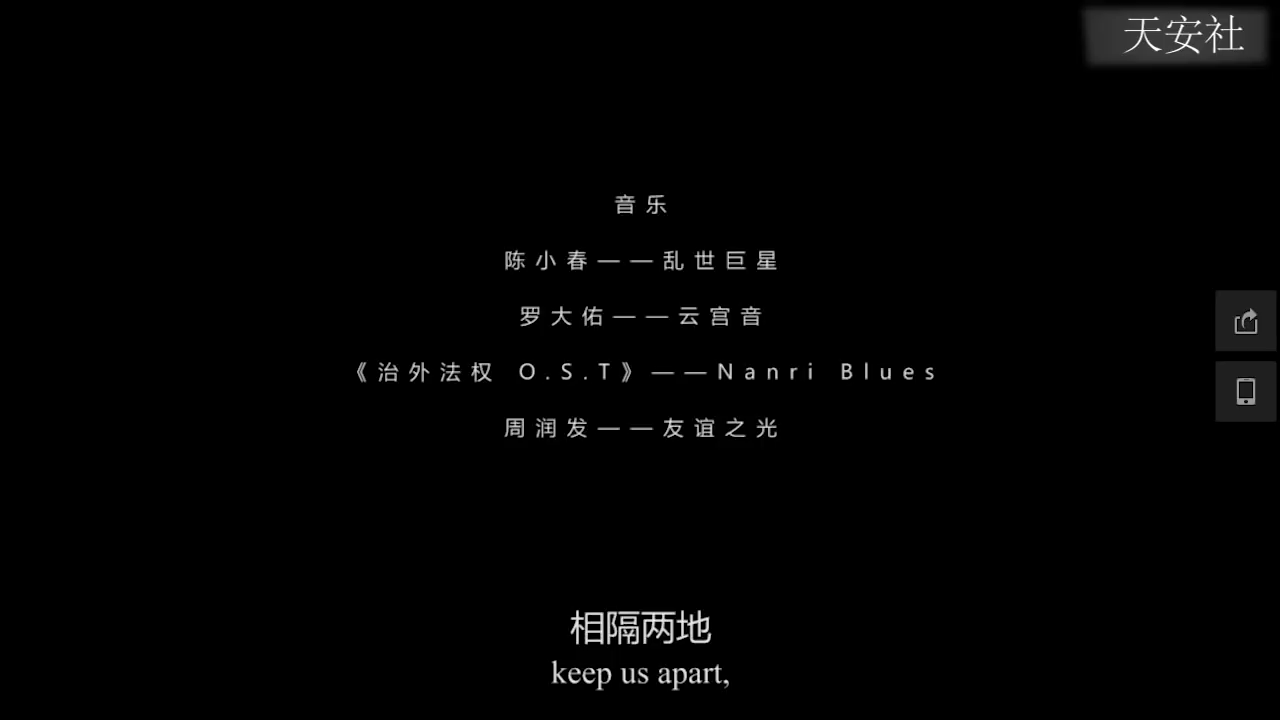 天安社
音乐
陈小春——乱世巨星
罗大佑——云宫音
《治外法权 O.S.T》——Nanri Blues
周润发——友谊之光
相隔两地
keep us apart,